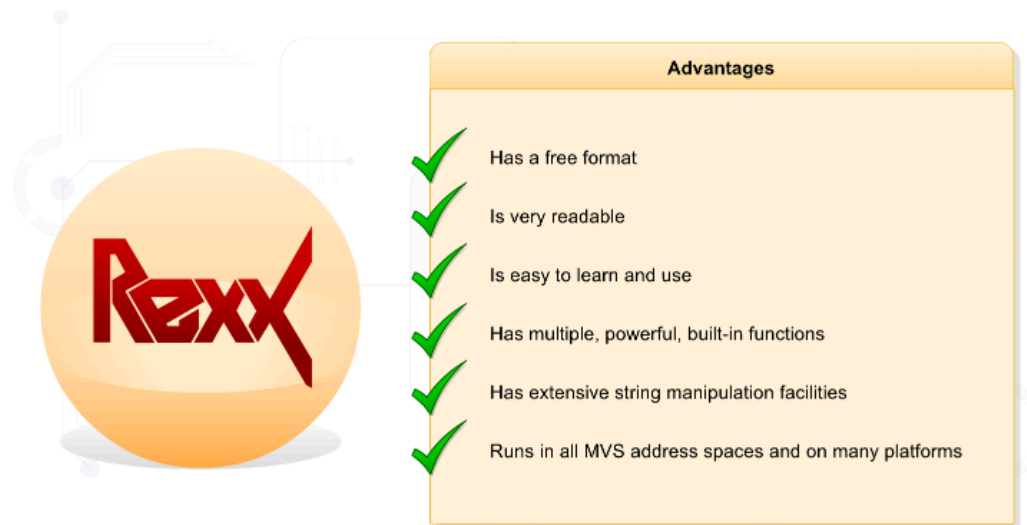 Advantages
Rexx
Has a free format
Is very readable
Is easy to learn and use
Has multiple, powerful, built-in functions
Has extensive string manipulation facilities
Runs in all MVS address spaces and on many platforms